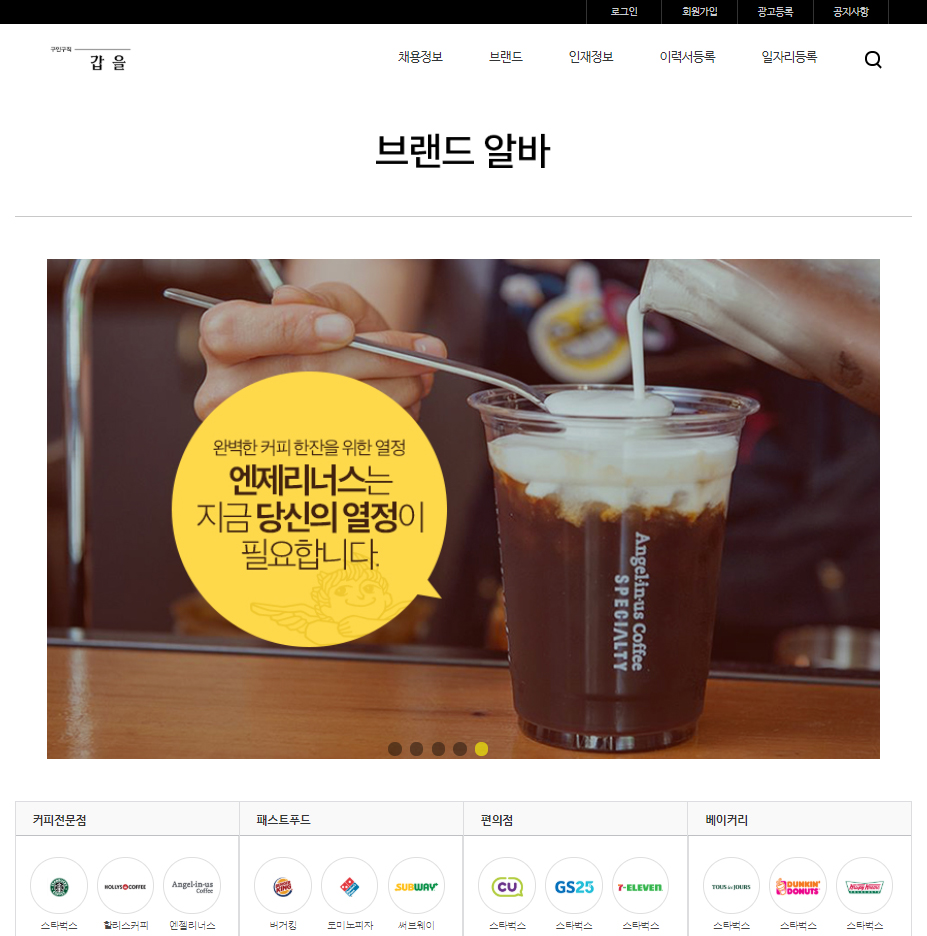 로그인 회원가입 광고등록 공지사항
구인구직
갑 을
채용정보 브랜드 인재정보 이력서등록 일자리등록
브랜드 알바
완벽한 커피 한잔을 위한 열정
엔제리너스는
지금 당신의 열정이
필요합니다.
Angel-in-us Coffee
SPECIALTY
커피전문점 패스트푸드 편의점 베이커리
HOLLYS COFFEE
Angel-in-us
Coffee
BURGER
KING
SUBWAY
CU
GS25
7-ELEVEN
TOUS les JOURS
DUNKIN'
DONUTS
Krispy Kreme
스타벅스 할리스커피 엔젤리너스 버거킹 도미노피자 써브웨이 스타벅스 스타벅스 스타벅스 스타벅스 스타벅스 스타벅스